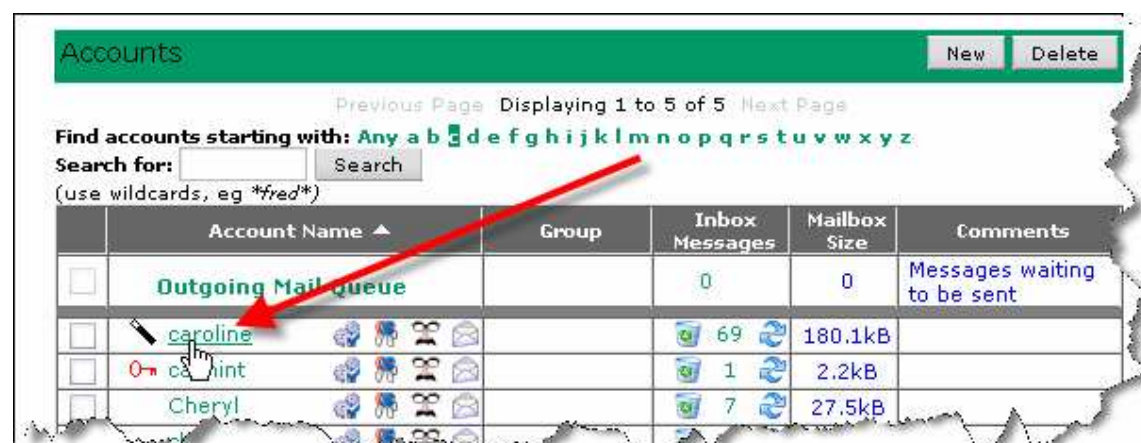 Accounts New Delete
Previous Page Displaying 1 to 5 of 5 Next Page
Find accounts starting with: Any a b c d e f g h i j k l m n o p q r s t u v w x y z
Search for: Search
(use wildcards, eg *fred*)
Account Name Group Inbox Messages Mailbox Size Comments
Outgoing Mail Queue 0 0 Messages waiting to be sent
caroline 69 180.1kB
1 2.2kB
Cheryl 7 27.5kB